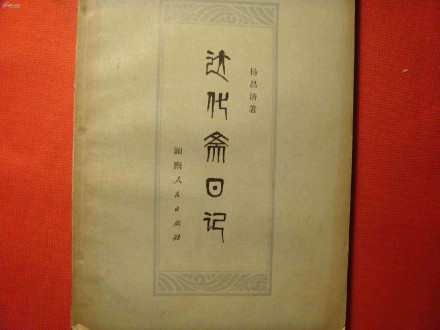 杨昌济著
达化斋日记
湖南人民出版社